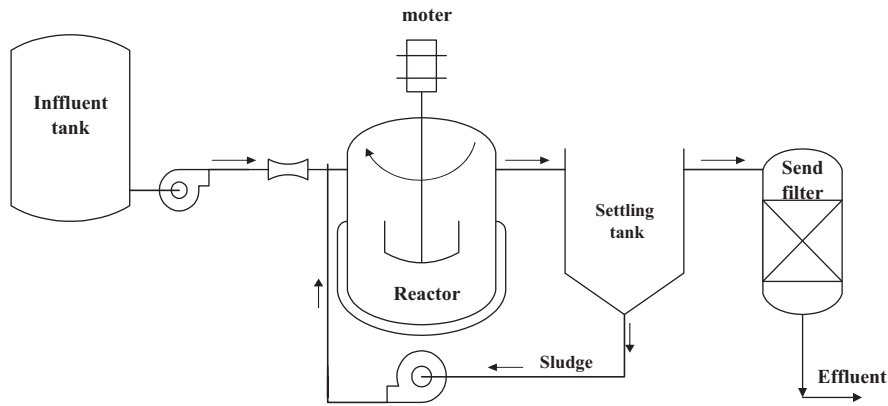 moter
Inffluent
tank
Send
filter
Settling
tank
Reactor
Sludge
Effluent